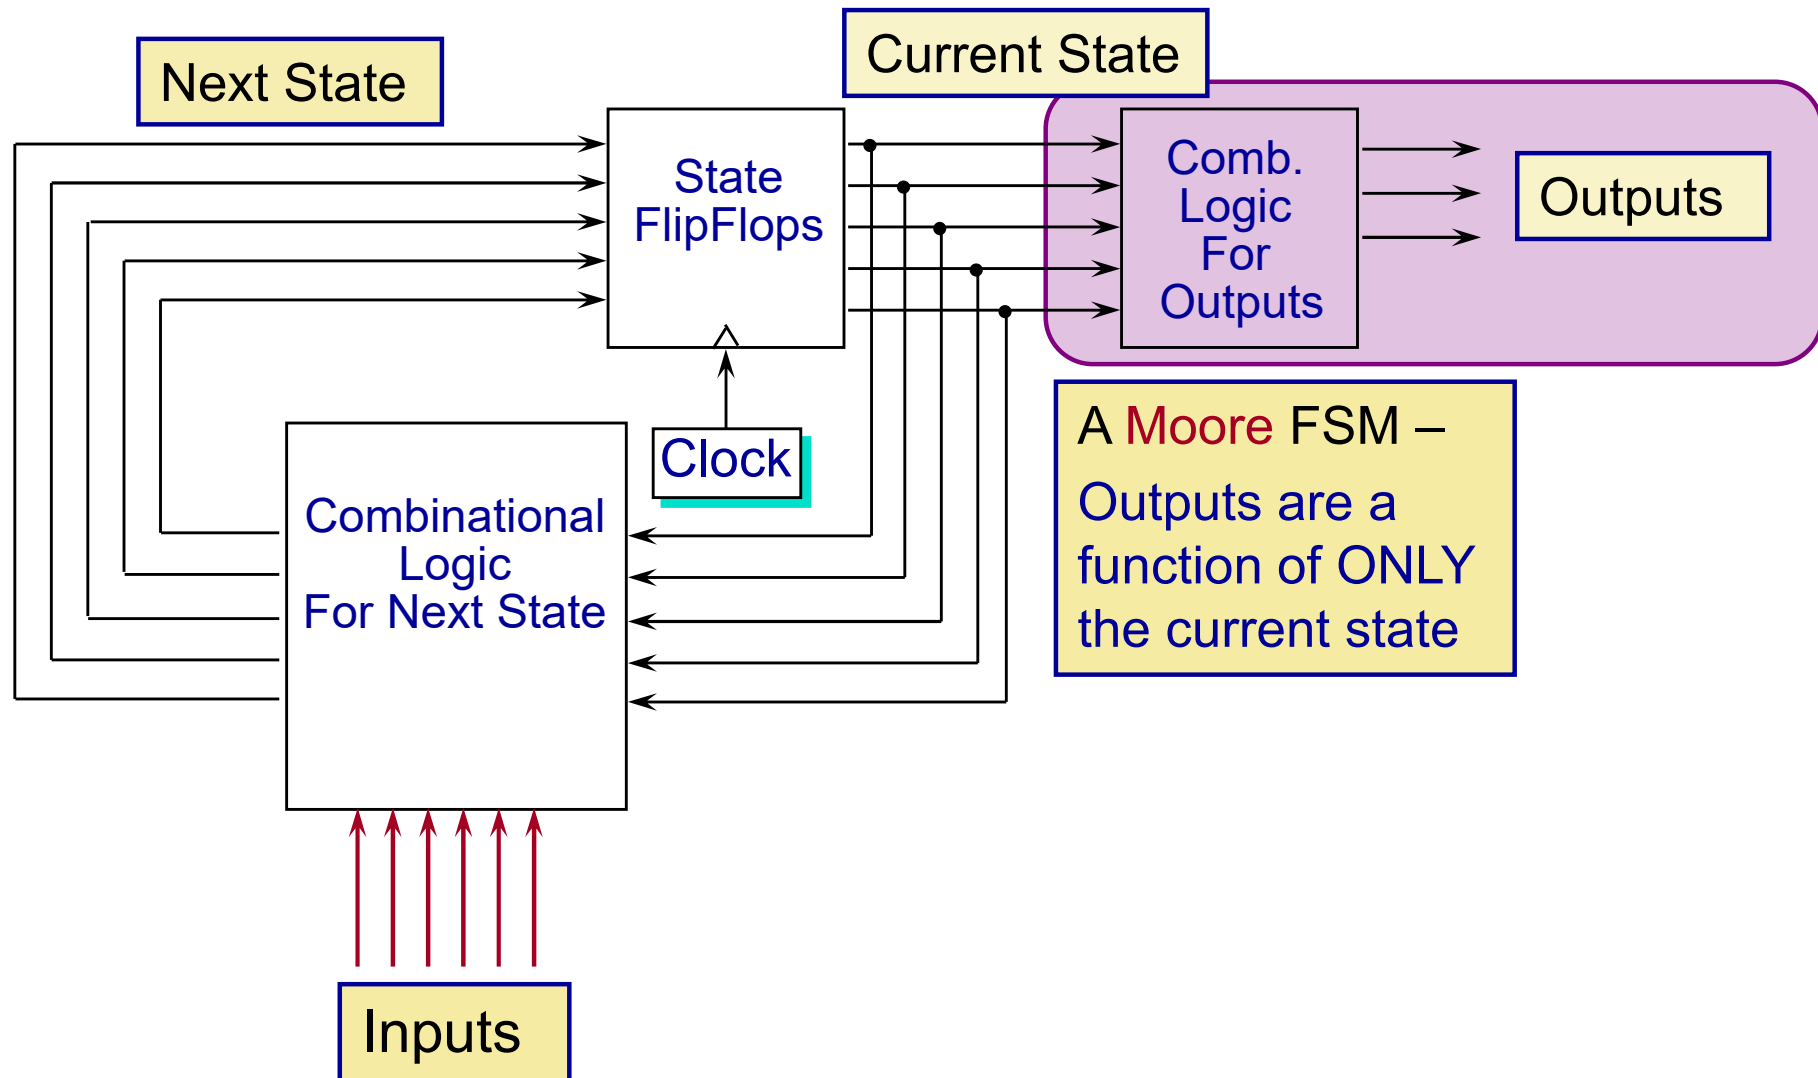 Next State
Current State
State
FlipFlops
Comb.
Logic
For
Outputs
Outputs
Clock
Combinational
Logic
For Next State
A Moore FSM –
Outputs are a
function of ONLY
the current state
Inputs